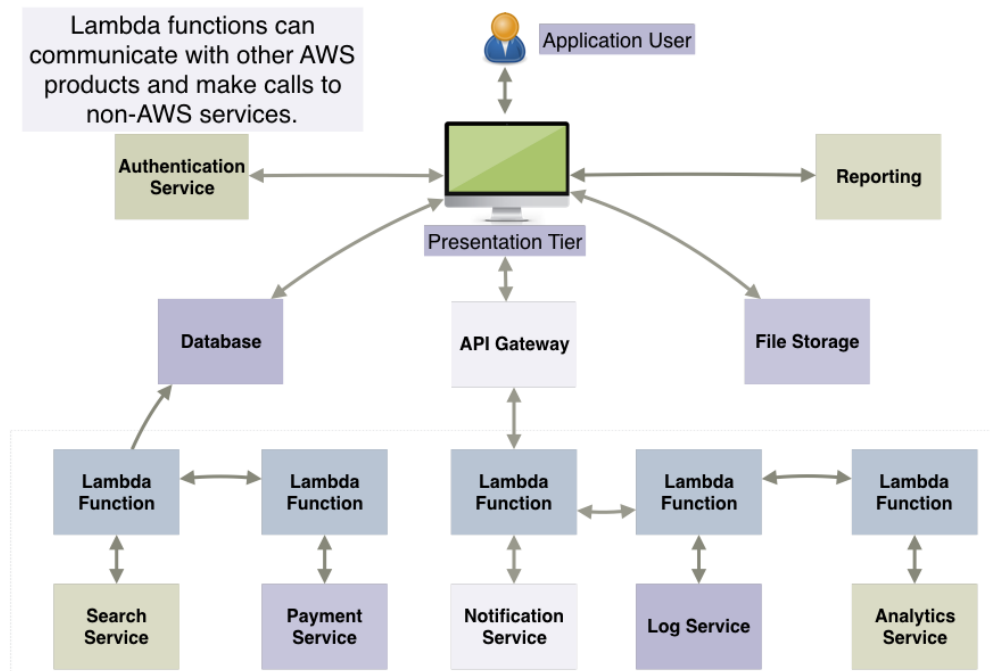 Lambda functions can
communicate with other AWS
products and make calls to
non-AWS services.
Application User
Authentication
Service
Reporting
Presentation Tier
Database
API Gateway
File Storage
Lambda
Function
Lambda
Function
Lambda
Function
Lambda
Function
Lambda
Function
Search
Service
Payment
Service
Notification
Service
Log Service
Analytics
Service